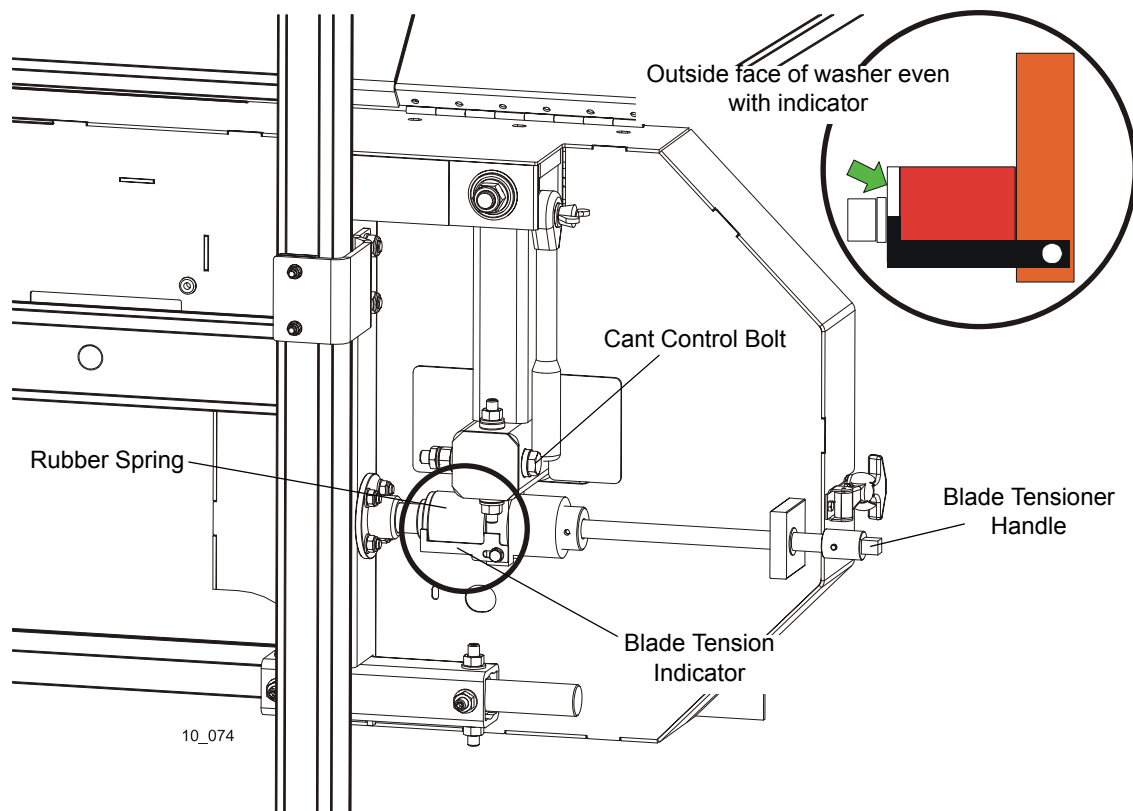 Outside face of washer even
with indicator
Cant Control Bolt
Rubber Spring
Blade Tensioner
Handle
Blade Tension
Indicator
10_074